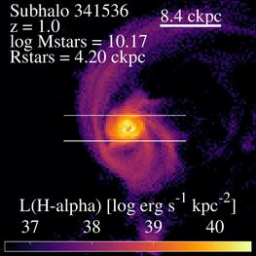 Subhalo 341536
z = 1.0
log Mstars = 10.17
Rstars = 4.20 ckpc
8.4 ckpc
L(H-alpha) [log erg s⁻¹ kpc⁻²]
37 38 39 40